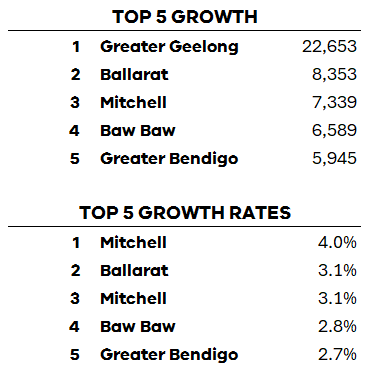 TOP 5 GROWTH
1 Greater Geelong 22,653
2 Ballarat 8,353
3 Mitchell 7,339
4 Baw Baw 6,589
5 Greater Bendigo 5,945
TOP 5 GROWTH RATES
1 Mitchell 4.0%
2 Ballarat 3.1%
3 Mitchell 3.1%
4 Baw Baw 2.8%
5 Greater Bendigo 2.7%